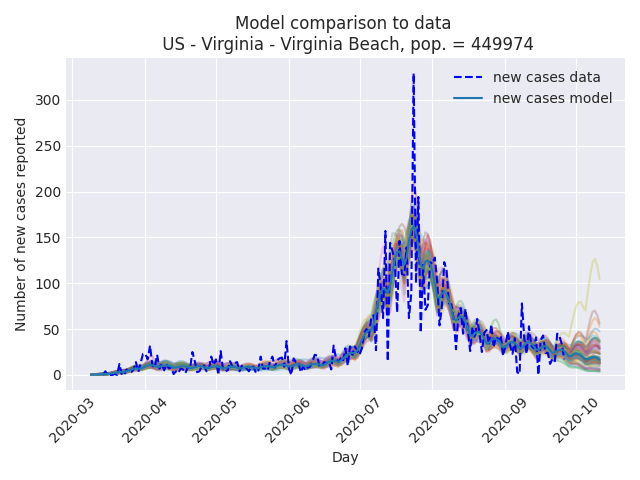 Model comparison to data
US - Virginia - Virginia Beach, pop. = 449974
new cases data
new cases model
Number of new cases reported
300
250
200
150
100
50
0
2020-03
2020-04
2020-05
2020-06
2020-07
2020-08
2020-09
2020-10
Day